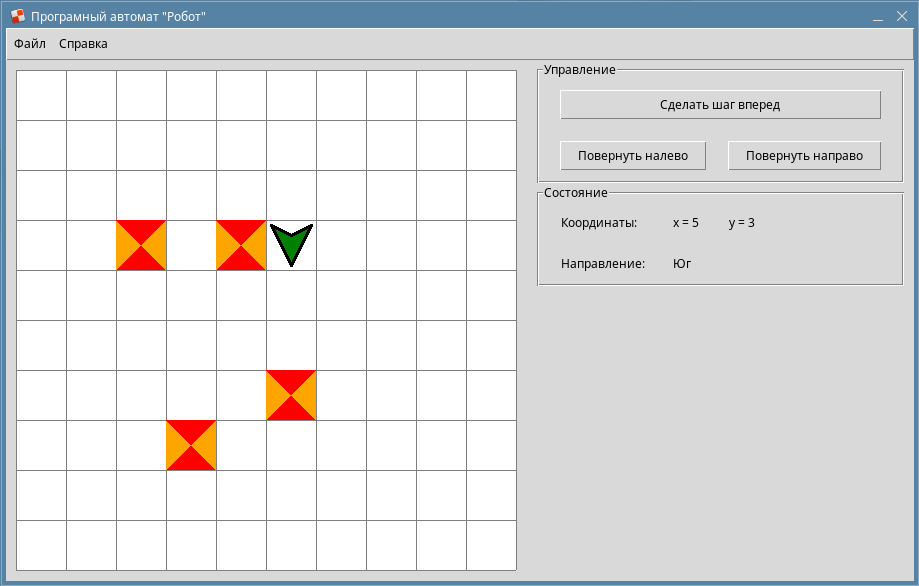 Програмный автомат "Робот"
Файл Справка
Управление
Сделать шаг вперед
Повернуть налево Повернуть направо
Состояние
Координаты: x = 5 y = 3
Направление: Юг